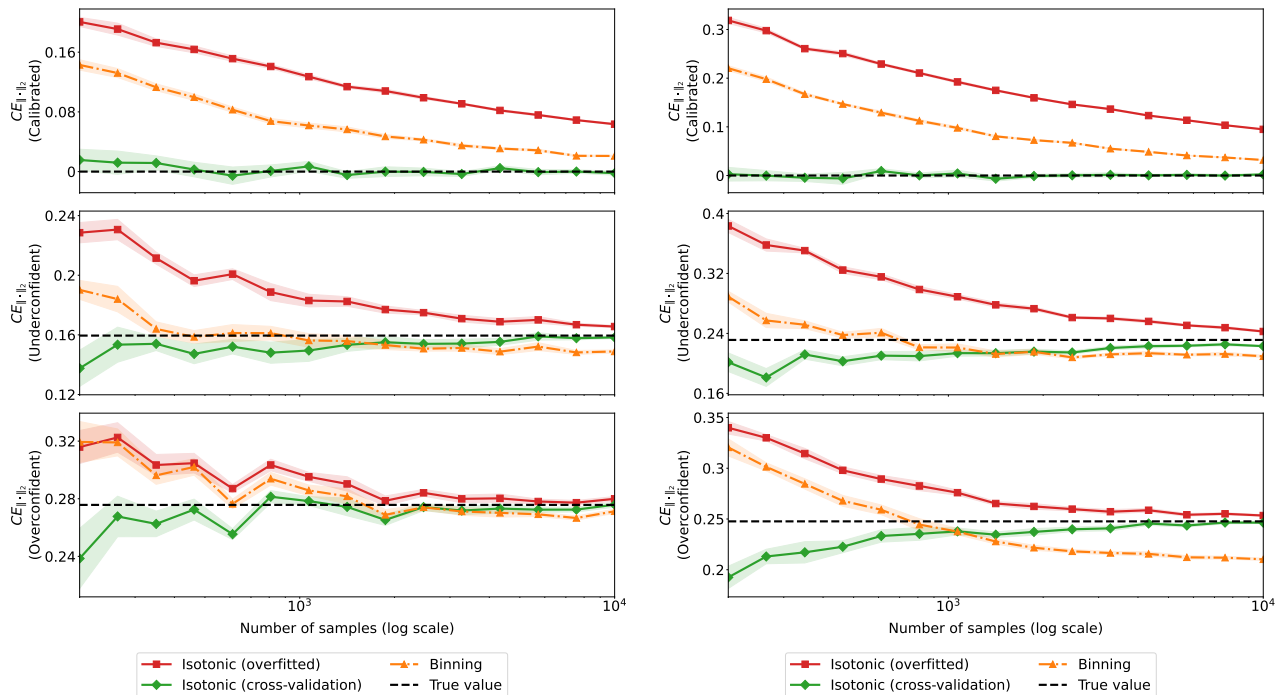 CE‖·‖₂
(Calibrated)
0.16
0.08
0
CE‖·‖₂
(Underconfident)
0.24
0.2
0.16
0.12
CE‖·‖₂
(Overconfident)
0.32
0.28
0.24
10³
10⁴
Number of samples (log scale)
Isotonic (overfitted)
Isotonic (cross-validation)
Binning
True value
CE‖·‖₂
(Calibrated)
0.3
0.2
0.1
0
CE‖·‖₂
(Underconfident)
0.4
0.32
0.24
0.16
CE‖·‖₂
(Overconfident)
0.35
0.3
0.25
0.2
10³
10⁴
Number of samples (log scale)
Isotonic (overfitted)
Isotonic (cross-validation)
Binning
True value